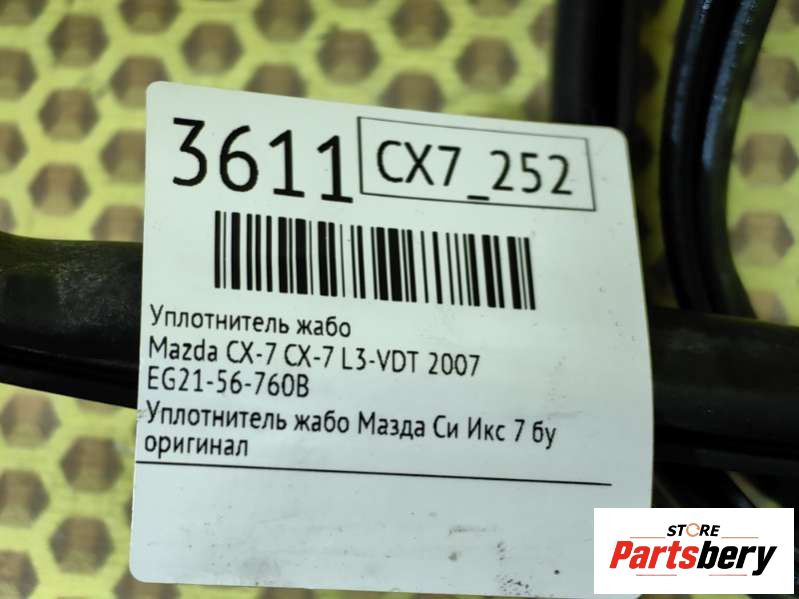 3611 CX7_252
Уплотнитель жабо
Mazda CX-7 CX-7 L3-VDT 2007
EG21-56-760B
Уплотнитель жабо Мазда Си Икс 7 бу
оригинал
STORE
Partsbery